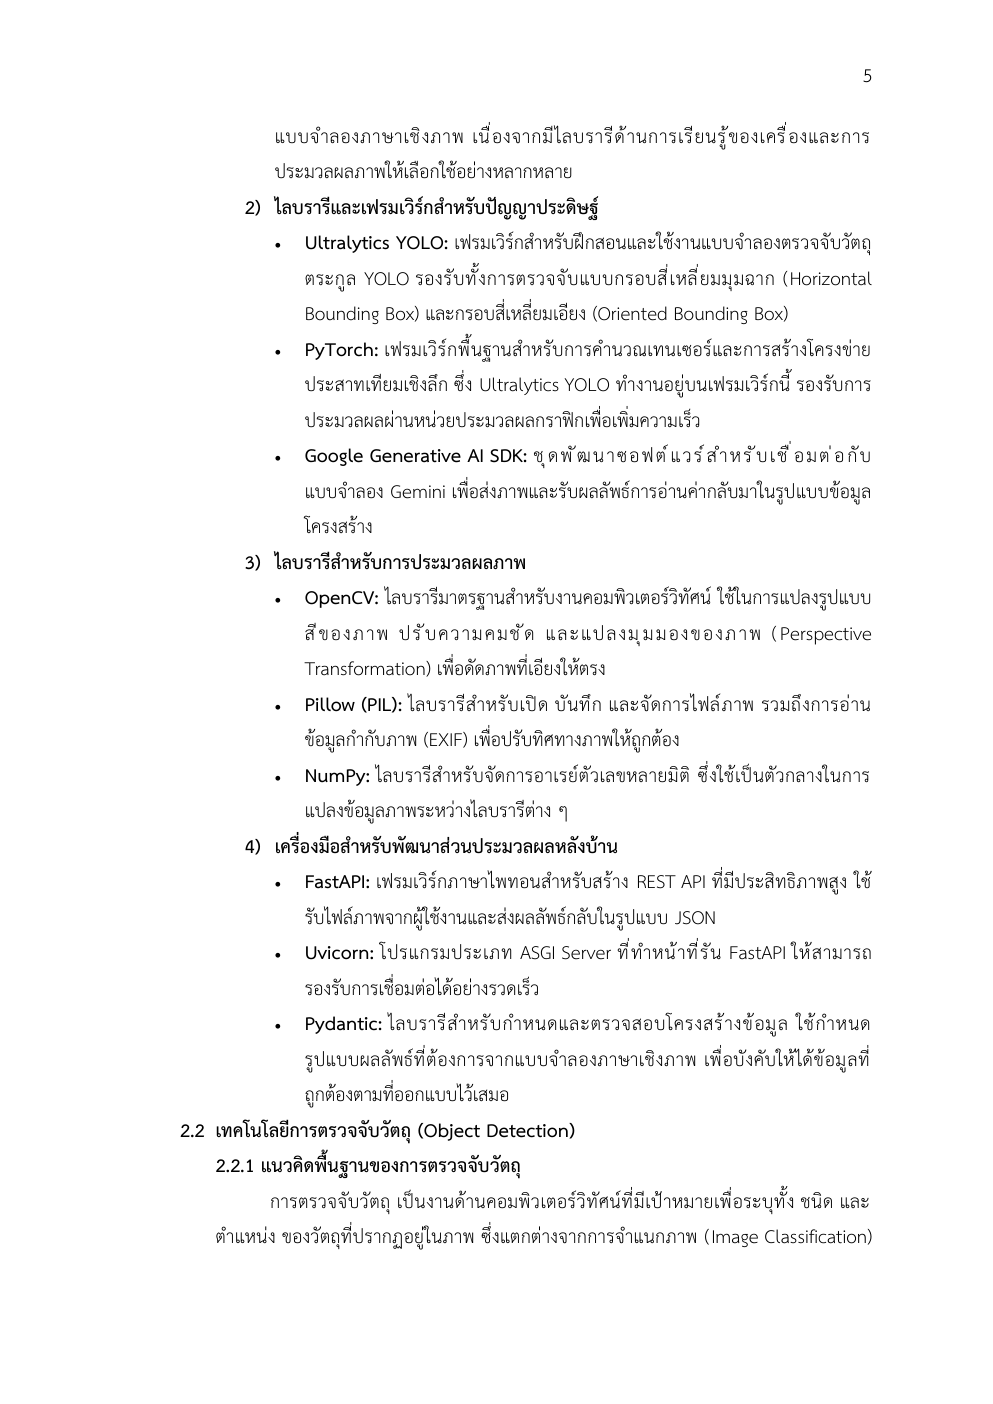 5
แบบจำลองภาษาเชิงภาพ เนื่องจากมีไลบรารีด้านการเรียนรู้ของเครื่องและการ
ประมวลผลภาพให้เลือกใช้อย่างหลากหลาย
2) ไลบรารีและเฟรมเวิร์กสำหรับปัญญาประดิษฐ์
• Ultralytics YOLO: เฟรมเวิร์กสำหรับฝึกสอนและใช้งานแบบจำลองตรวจจับวัตถุ
ตระกูล YOLO รองรับทั้งการตรวจจับแบบกรอบสี่เหลี่ยมมุมฉาก (Horizontal
Bounding Box) และกรอบสี่เหลี่ยมเอียง (Oriented Bounding Box)
• PyTorch: เฟรมเวิร์กพื้นฐานสำหรับการคำนวณเทนเซอร์และการสร้างโครงข่าย
ประสาทเทียมเชิงลึก ซึ่ง Ultralytics YOLO ทำงานอยู่บนเฟรมเวิร์กนี้ รองรับการ
ประมวลผลผ่านหน่วยประมวลผลกราฟิกเพื่อเพิ่มความเร็ว
• Google Generative AI SDK: ชุดพัฒนาซอฟต์แวร์สำหรับเชื่อมต่อกับ
แบบจำลอง Gemini เพื่อส่งภาพและรับผลลัพธ์การอ่านค่ากลับมาในรูปแบบข้อมูล
โครงสร้าง
3) ไลบรารีสำหรับการประมวลผลภาพ
• OpenCV: ไลบรารีมาตรฐานสำหรับงานคอมพิวเตอร์วิทัศน์ ใช้ในการแปลงรูปแบบ
สีของภาพ ปรับความคมชัด และแปลงมุมมองของภาพ (Perspective
Transformation) เพื่อดัดภาพที่เอียงให้ตรง
• Pillow (PIL): ไลบรารีสำหรับเปิด บันทึก และจัดการไฟล์ภาพ รวมถึงการอ่าน
ข้อมูลกำกับภาพ (EXIF) เพื่อปรับทิศทางภาพให้ถูกต้อง
• NumPy: ไลบรารีสำหรับจัดการอาเรย์ตัวเลขหลายมิติ ซึ่งใช้เป็นตัวกลางในการ
แปลงข้อมูลภาพระหว่างไลบรารีต่าง ๆ
4) เครื่องมือสำหรับพัฒนาส่วนประมวลผลหลังบ้าน
• FastAPI: เฟรมเวิร์กภาษาไพทอนสำหรับสร้าง REST API ที่มีประสิทธิภาพสูง ใช้
รับไฟล์ภาพจากผู้ใช้งานและส่งผลลัพธ์กลับในรูปแบบ JSON
• Uvicorn: โปรแกรมประเภท ASGI Server ที่ทำหน้าที่รัน FastAPI ให้สามารถ
รองรับการเชื่อมต่อได้อย่างรวดเร็ว
• Pydantic: ไลบรารีสำหรับกำหนดและตรวจสอบโครงสร้างข้อมูล ใช้กำหนด
รูปแบบผลลัพธ์ที่ต้องการจากแบบจำลองภาษาเชิงภาพ เพื่อบังคับให้ได้ข้อมูลที่
ถูกต้องตามที่ออกแบบไว้เสมอ
2.2 เทคโนโลยีการตรวจจับวัตถุ (Object Detection)
2.2.1 แนวคิดพื้นฐานของการตรวจจับวัตถุ
การตรวจจับวัตถุ เป็นงานด้านคอมพิวเตอร์วิทัศน์ที่มีเป้าหมายเพื่อระบุทั้ง ชนิด และ
ตำแหน่ง ของวัตถุที่ปรากฏอยู่ในภาพ ซึ่งแตกต่างจากการจำแนกภาพ (Image Classification)